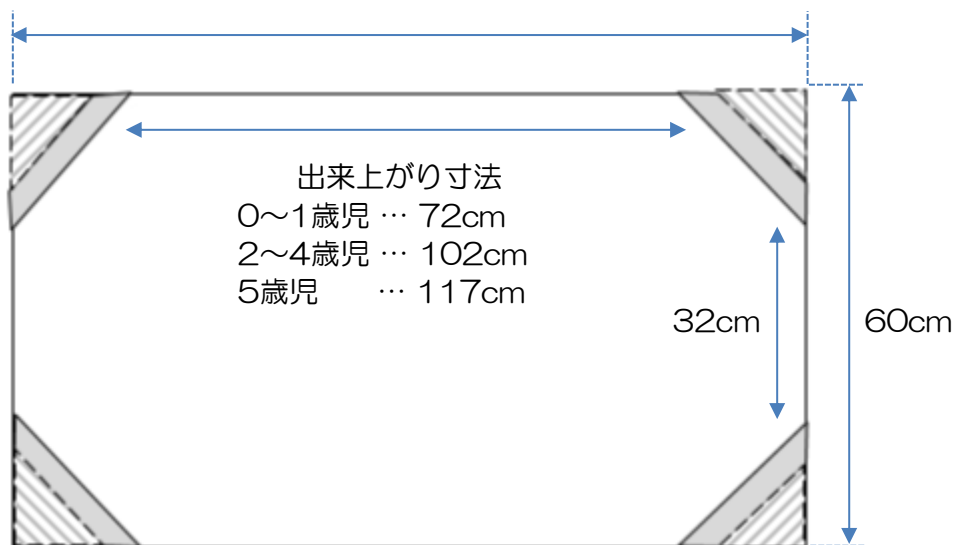 出来上がり寸法
0～1歳児 … 72cm
2～4歳児 … 102cm
5歳児　　… 117cm
32cm
60cm